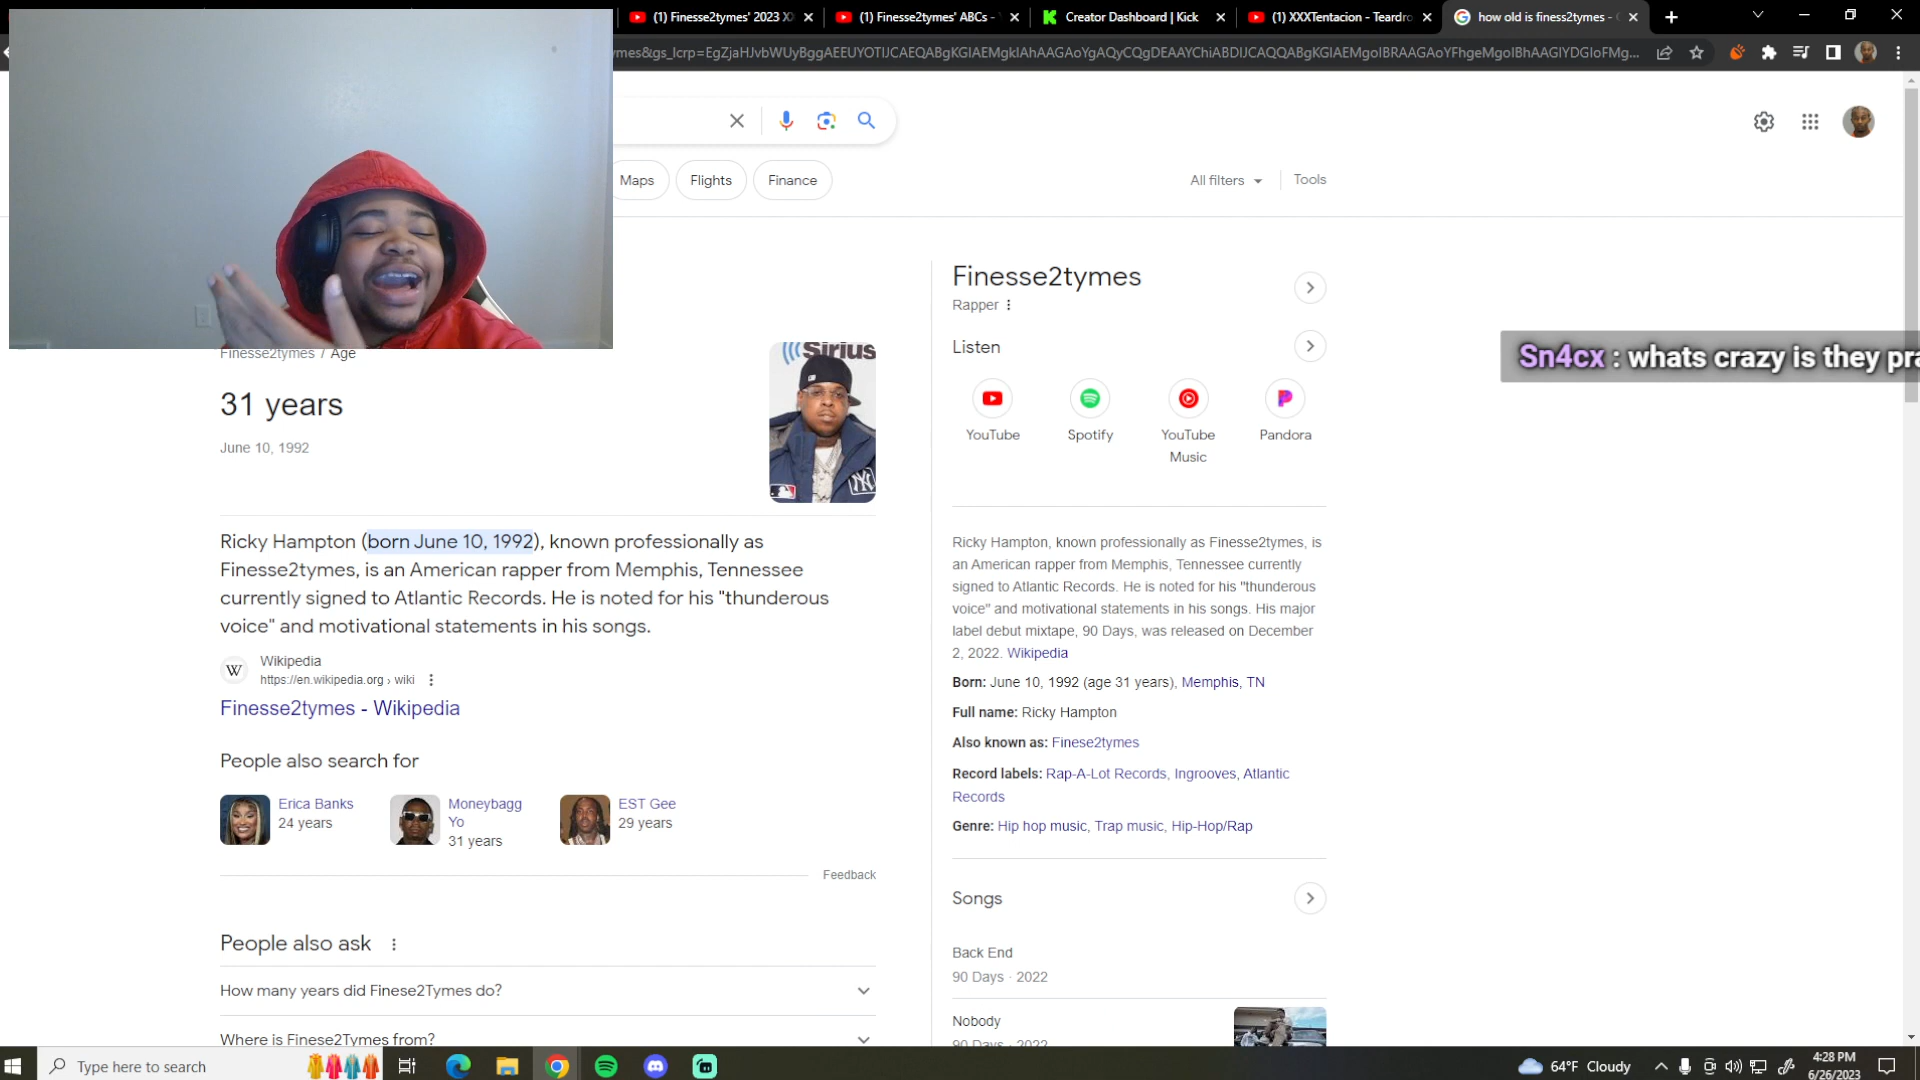 (1) Finesse2tymes' 2023 XX
(1) Finesse2tymes' ABCs -
Creator Dashboard | Kick
(1) XXXTentacion - Teardro
how old is finess2tymes -
Maps
Flights
Finance
All filters
Tools
Finesse2tymes / Age
31 years
June 10, 1992
Sirius
Ricky Hampton (born June 10, 1992), known professionally as
Finesse2tymes, is an American rapper from Memphis, Tennessee
currently signed to Atlantic Records. He is noted for his "thunderous
voice" and motivational statements in his songs.
W
Wikipedia
https://en.wikipedia.org › wiki
Finesse2tymes - Wikipedia
People also search for
Erica Banks
24 years
Moneybagg
Yo
31 years
EST Gee
29 years
Feedback
People also ask
How many years did Finese2Tymes do?
Where is Finese2Tymes from?
Finesse2tymes
Rapper
Listen
YouTube
Spotify
YouTube
Music
Pandora
Ricky Hampton, known professionally as Finesse2tymes, is
an American rapper from Memphis, Tennessee currently
signed to Atlantic Records. He is noted for his "thunderous
voice" and motivational statements in his songs. His major
label debut mixtape, 90 Days, was released on December
2, 2022. Wikipedia
Born: June 10, 1992 (age 31 years), Memphis, TN
Full name: Ricky Hampton
Also known as: Finese2tymes
Record labels: Rap-A-Lot Records, Ingrooves, Atlantic
Records
Genre: Hip hop music, Trap music, Hip-Hop/Rap
Songs
Back End
90 Days · 2022
Nobody
90 Days · 2022
Sn4cx : whats crazy is they pra
Type here to search
64°F Cloudy
4:28 PM
6/26/2023